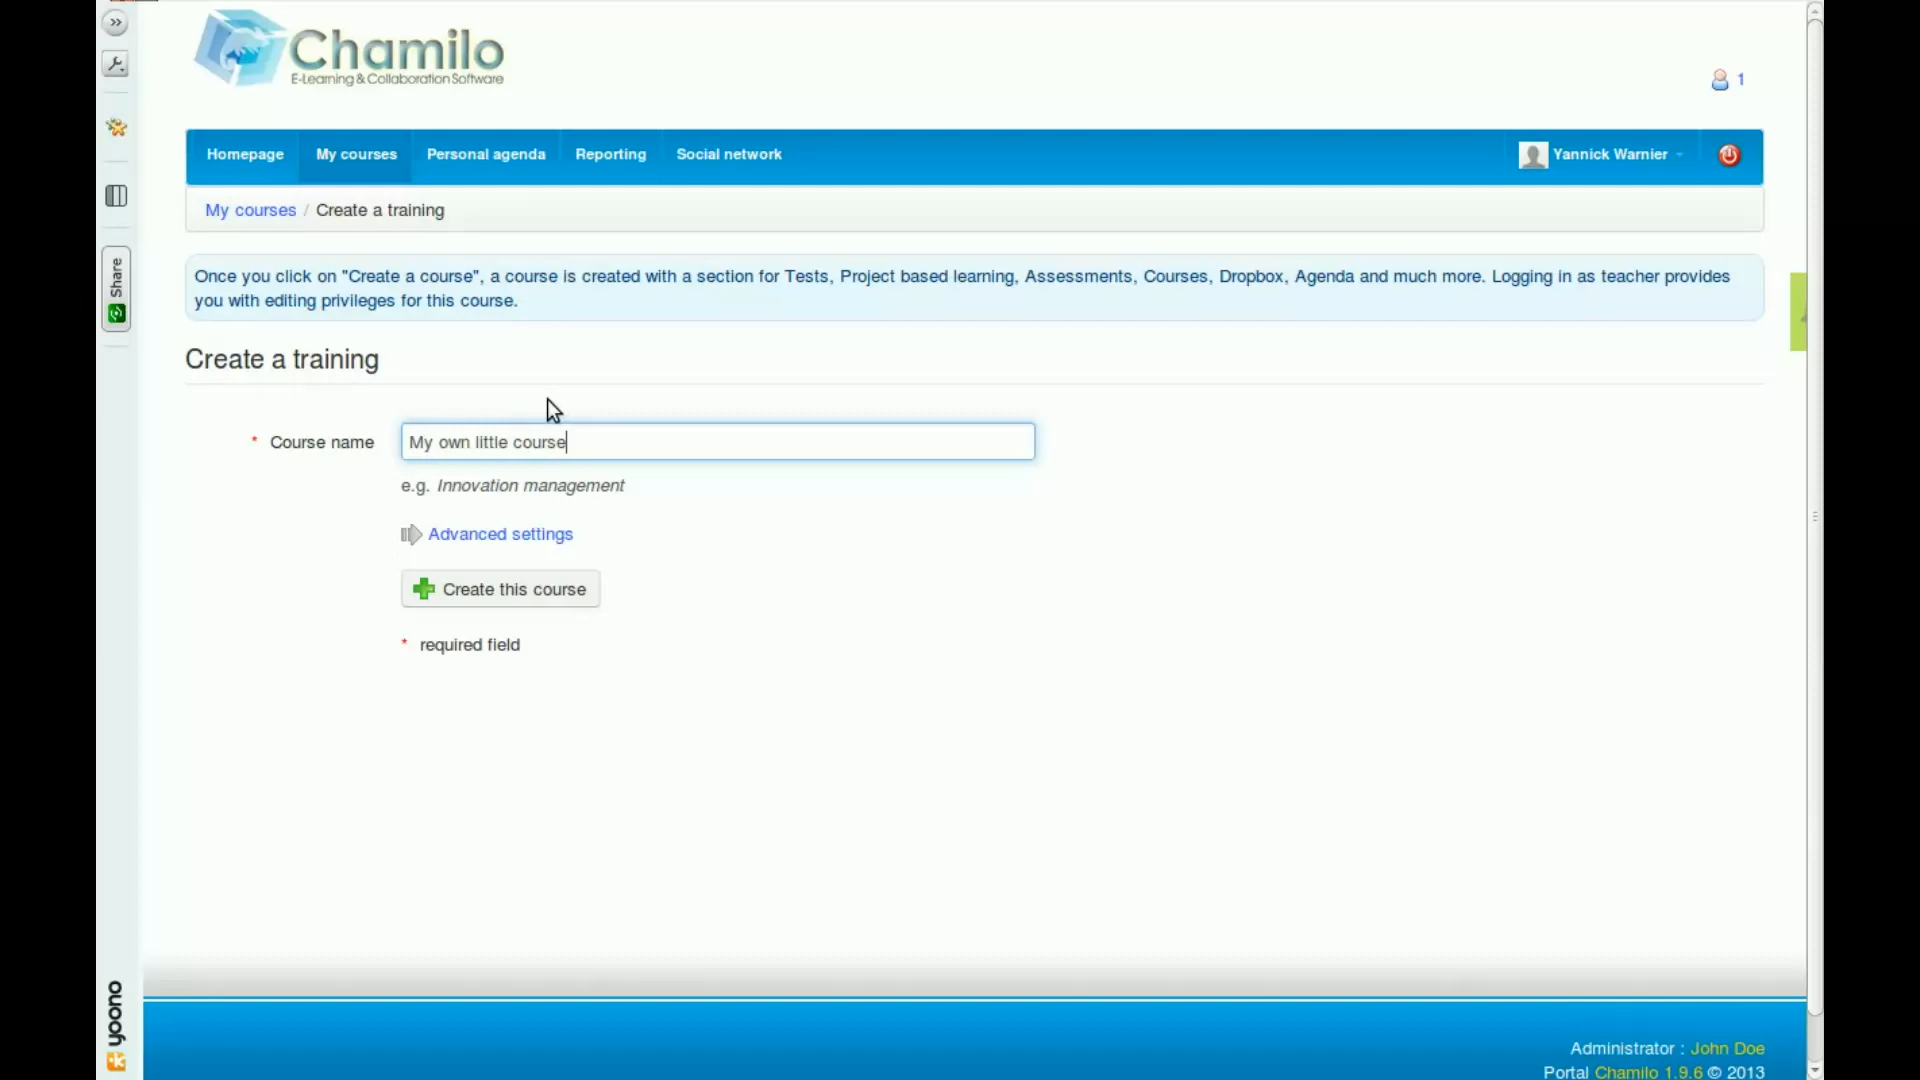 Chamilo
E-Learning & Collaboration Software
1
Homepage My courses Personal agenda Reporting Social network Yannick Warnier
My courses / Create a training
Once you click on "Create a course", a course is created with a section for Tests, Project based learning, Assessments, Courses, Dropbox, Agenda and much more. Logging in as teacher provides
you with editing privileges for this course.
Share
Create a training
* Course name My own little course
e.g. Innovation management
Advanced settings
Create this course
* required field
yoono
Administrator : John Doe
Portal Chamilo 1.9.6 © 2013